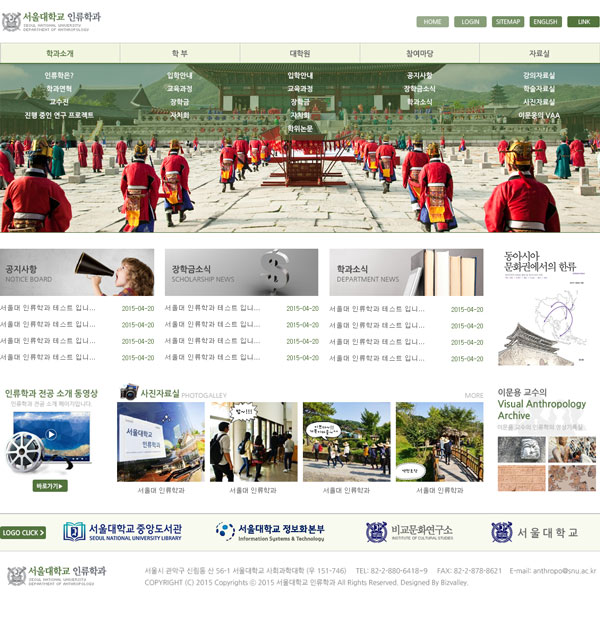 서울대학교 인류학과
SEOUL NATIONAL UNIVERSITY
DEPARTMENT OF ANTHROPOLOGY
HOME LOGIN SITEMAP ENGLISH LINK
학과소개 학 부 대학원 참여마당 자료실
인류학은? 입학안내 입학안내 공지사항 강의자료실
학과연혁 교육과정 교육과정 장학금소식 학술자료실
교수진 장학금 장학금 학과소식 사진자료실
진행 중인 연구 프로젝트 자치회 자치회 이문웅의 VAA
학위논문
공지사항 장학금소식 학과소식
NOTICE BOARD SCHOLARSHIP NEWS DEPARTMENT NEWS
동아시아
문화권에서의 한류
서울대 인류학과 테스트 입니... 2015-04-20 서울대 인류학과 테스트 입니... 2015-04-20 서울대 인류학과 테스트 입니... 2015-04-20
서울대 인류학과 테스트 입니... 2015-04-20 서울대 인류학과 테스트 입니... 2015-04-20 서울대 인류학과 테스트 입니... 2015-04-20
서울대 인류학과 테스트 입니... 2015-04-20 서울대 인류학과 테스트 입니... 2015-04-20 서울대 인류학과 테스트 입니... 2015-04-20
서울대 인류학과 테스트 입니... 2015-04-20 서울대 인류학과 테스트 입니... 2015-04-20 서울대 인류학과 테스트 입니... 2015-04-20
인류학과 전공 소개 동영상
인류학과 전공 소개 페이지입니다.
바로가기▶
사진자료실 PHOTOGALLEY MORE
서울대학교
인류학과
서울대 인류학과 서울대 인류학과 서울대 인류학과 서울대 인류학과
이문웅 교수의
Visual Anthropology
Archive
이문웅교수의 인류학과 영상기록실
LOGO CLICK >
서울대학교 중앙도서관
SEOUL NATIONAL UNIVERSITY LIBRARY
서울대학교 정보화본부
Information Systems & Technology
비교문화연구소
INSTITUTE OF CULTURAL STUDIES
서울대학교
서울대학교 인류학과
SEOUL NATIONAL UNIVERSITY
DEPARTMENT OF ANTHROPOLOGY
서울시 관악구 신림동 산 56-1 서울대학교 사회과학대학 (우 151-746) TEL: 82-2-880-6418~9 FAX: 82-2-878-8621 E-mail: anthropo@snu.ac.kr
COPYRIGHT (C) 2015 Copyrights ⓒ 2015 서울대학교 인류학과 All Rights Reserved. Designed By Bizvalley.